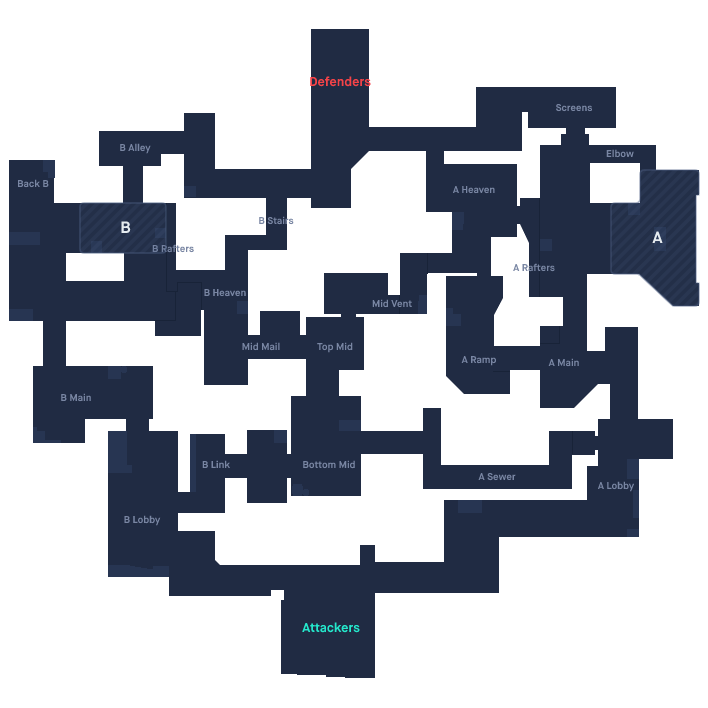 Defenders
Screens
B Alley
Elbow
Back B
A Heaven
B Stairs
B
A
B Rafters
A Rafters
B Heaven
Mid Vent
Mid Mail
Top Mid
A Ramp
A Main
B Main
B Link
Bottom Mid
A Sewer
A Lobby
B Lobby
Attackers